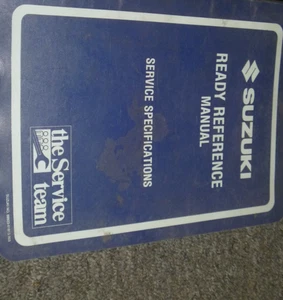 SUZUKI
READY REFERENCE
MANUAL
SERVICE SPECIFICATIONS
the Service
team